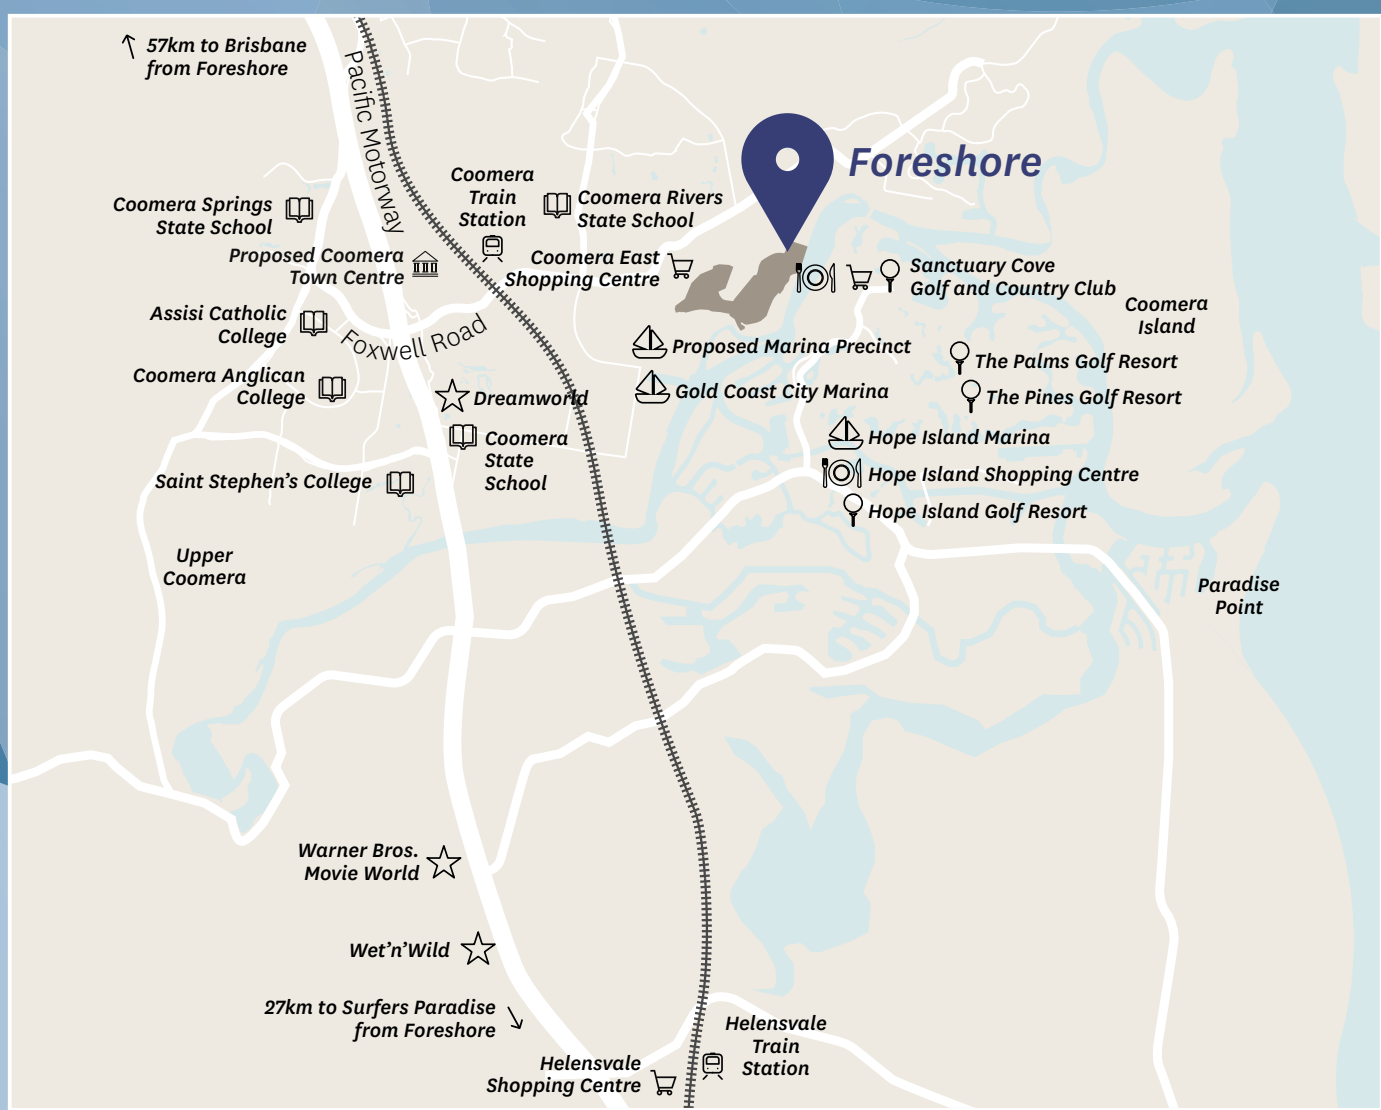 57km to Brisbane
from Foreshore
Pacific Motorway
Foreshore
Coomera
Train
Station
Coomera Rivers
State School
Coomera Springs
State School
Proposed Coomera
Town Centre
Coomera East
Shopping Centre
Sanctuary Cove
Golf and Country Club
Coomera
Island
Assisi Catholic
College
Foxwell Road
Proposed Marina Precinct
The Palms Golf Resort
Coomera Anglican
College
Dreamworld
Gold Coast City Marina
The Pines Golf Resort
Coomera
State
School
Hope Island Marina
Saint Stephen's College
Hope Island Shopping Centre
Hope Island Golf Resort
Upper
Coomera
Paradise
Point
Warner Bros.
Movie World
Wet'n'Wild
27km to Surfers Paradise
from Foreshore
Helensvale
Train
Station
Helensvale
Shopping Centre